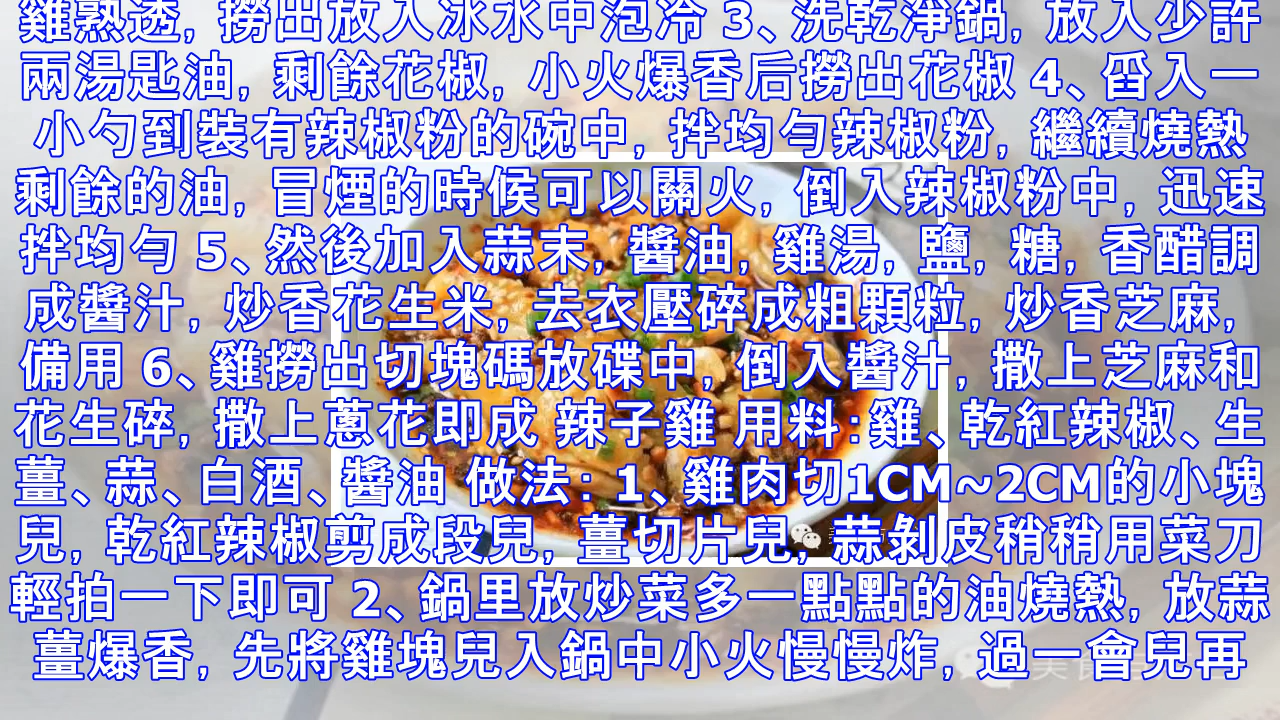 雞熟透, 撈出放入冰水中泡冷 3、洗乾淨鍋, 放入少許
兩湯匙油, 剩餘花椒, 小火爆香后撈出花椒 4、舀入一
小勺到裝有辣椒粉的碗中, 拌均勻辣椒粉, 繼續燒熱
剩餘的油, 冒煙的時候可以關火, 倒入辣椒粉中, 迅速
拌均勻 5、然後加入蒜末, 醬油, 雞湯, 鹽, 糖, 香醋調
成醬汁, 炒香花生米, 去衣壓碎成粗顆粒, 炒香芝麻,
備用 6、雞撈出切塊碼放碟中, 倒入醬汁, 撒上芝麻和
花生碎, 撒上蔥花即成 辣子雞 用料:雞、乾紅辣椒、生
薑、蒜、白酒、醬油 做法: 1、雞肉切1CM~2CM的小塊
兒, 乾紅辣椒剪成段兒, 薑切片兒, 蒜剝皮稍稍用菜刀
輕拍一下即可 2、鍋里放炒菜多一點點的油燒熱, 放蒜
薑爆香, 先將雞塊兒入鍋中小火慢慢炸, 過一會兒再